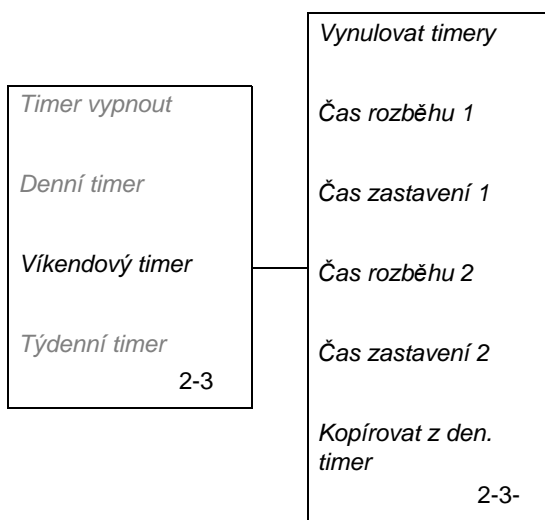 Timer vypnout
Denní timer
Víkendový timer
Týdenní timer
2-3
Vynulovat timery
Čas rozběhu 1
Čas zastavení 1
Čas rozběhu 2
Čas zastavení 2
Kopírovat z den.
timer
2-3-